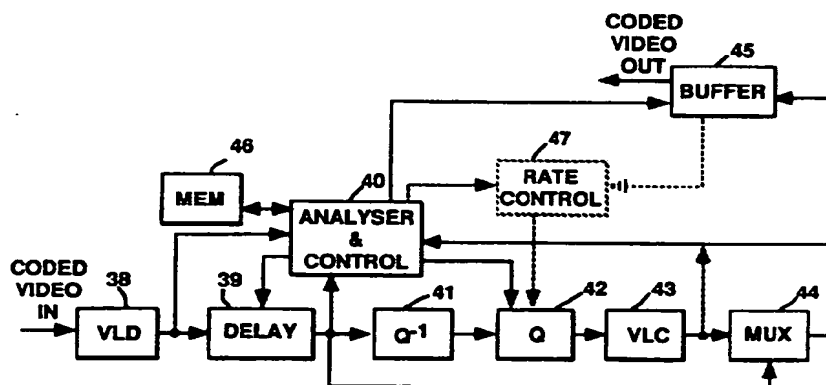 CODED
VIDEO
OUT
45
BUFFER
46
MEM
40
ANALYSER
&
CONTROL
47
RATE
CONTROL
CODED
VIDEO
IN
38
VLD
39
DELAY
41
Q-1
42
Q
43
VLC
44
MUX